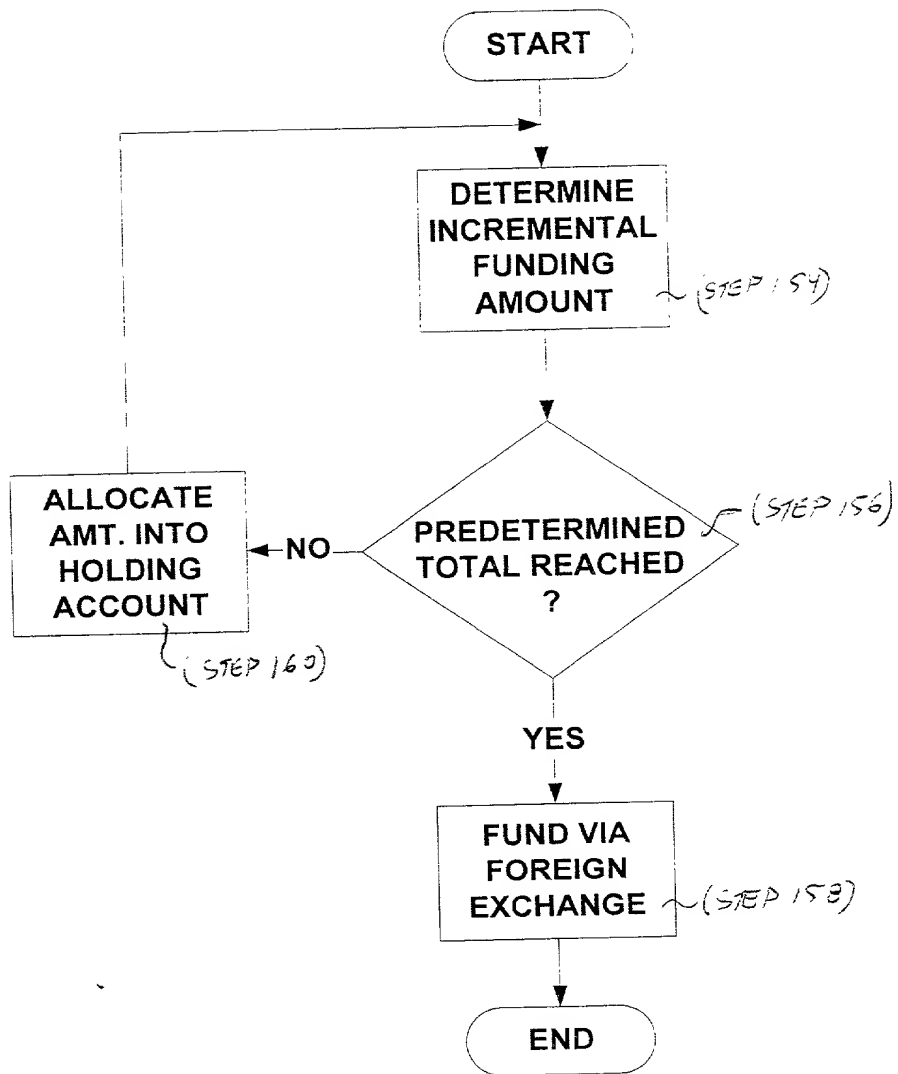 START
DETERMINE
INCREMENTAL
FUNDING
AMOUNT
(STEP 154)
PREDETERMINED
TOTAL REACHED
?
(STEP 156)
NO
ALLOCATE
AMT. INTO
HOLDING
ACCOUNT
(STEP 160)
YES
FUND VIA
FOREIGN
EXCHANGE
(STEP 158)
END